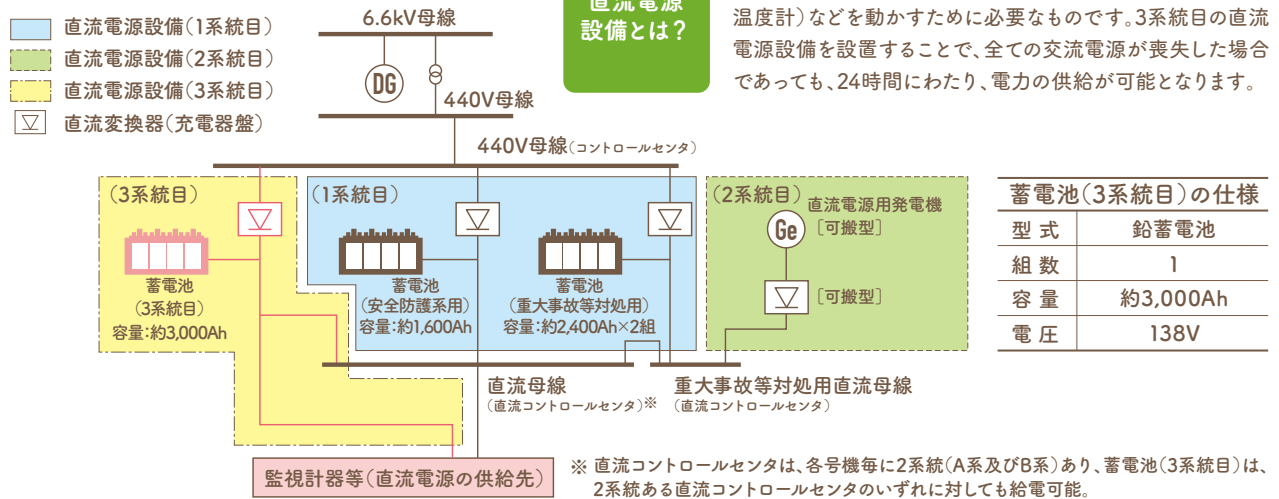 直流電源設備(1系統目)
直流電源設備(2系統目)
直流電源設備(3系統目)
直流変換器(充電器盤)
6.6kV母線
DG
440V母線
440V母線(コントロールセンタ)
直流電源
設備とは?
温度計)などを動かすために必要なものです。3系統目の直流
電源設備を設置することで、全ての交流電源が喪失した場合
であっても、24時間にわたり、電力の供給が可能となります。
(3系統目)
蓄電池
(3系統目)
容量:約3,000Ah
(1系統目)
蓄電池
(安全防護系用)
容量:約1,600Ah
蓄電池
(重大事故等対処用)
容量:約2,400Ah×2組
(2系統目)
直流電源用発電機
Ge
[可搬型]
[可搬型]
直流母線
(直流コントロールセンタ)※
重大事故等対処用直流母線
(直流コントロールセンタ)
監視計器等(直流電源の供給先)
蓄電池(3系統目)の仕様
型式 鉛蓄電池
組数 1
容量 約3,000Ah
電圧 138V
※ 直流コントロールセンタは、各号機毎に2系統(A系及びB系)あり、蓄電池(3系統目)は、
2系統ある直流コントロールセンタのいずれに対しても給電可能。